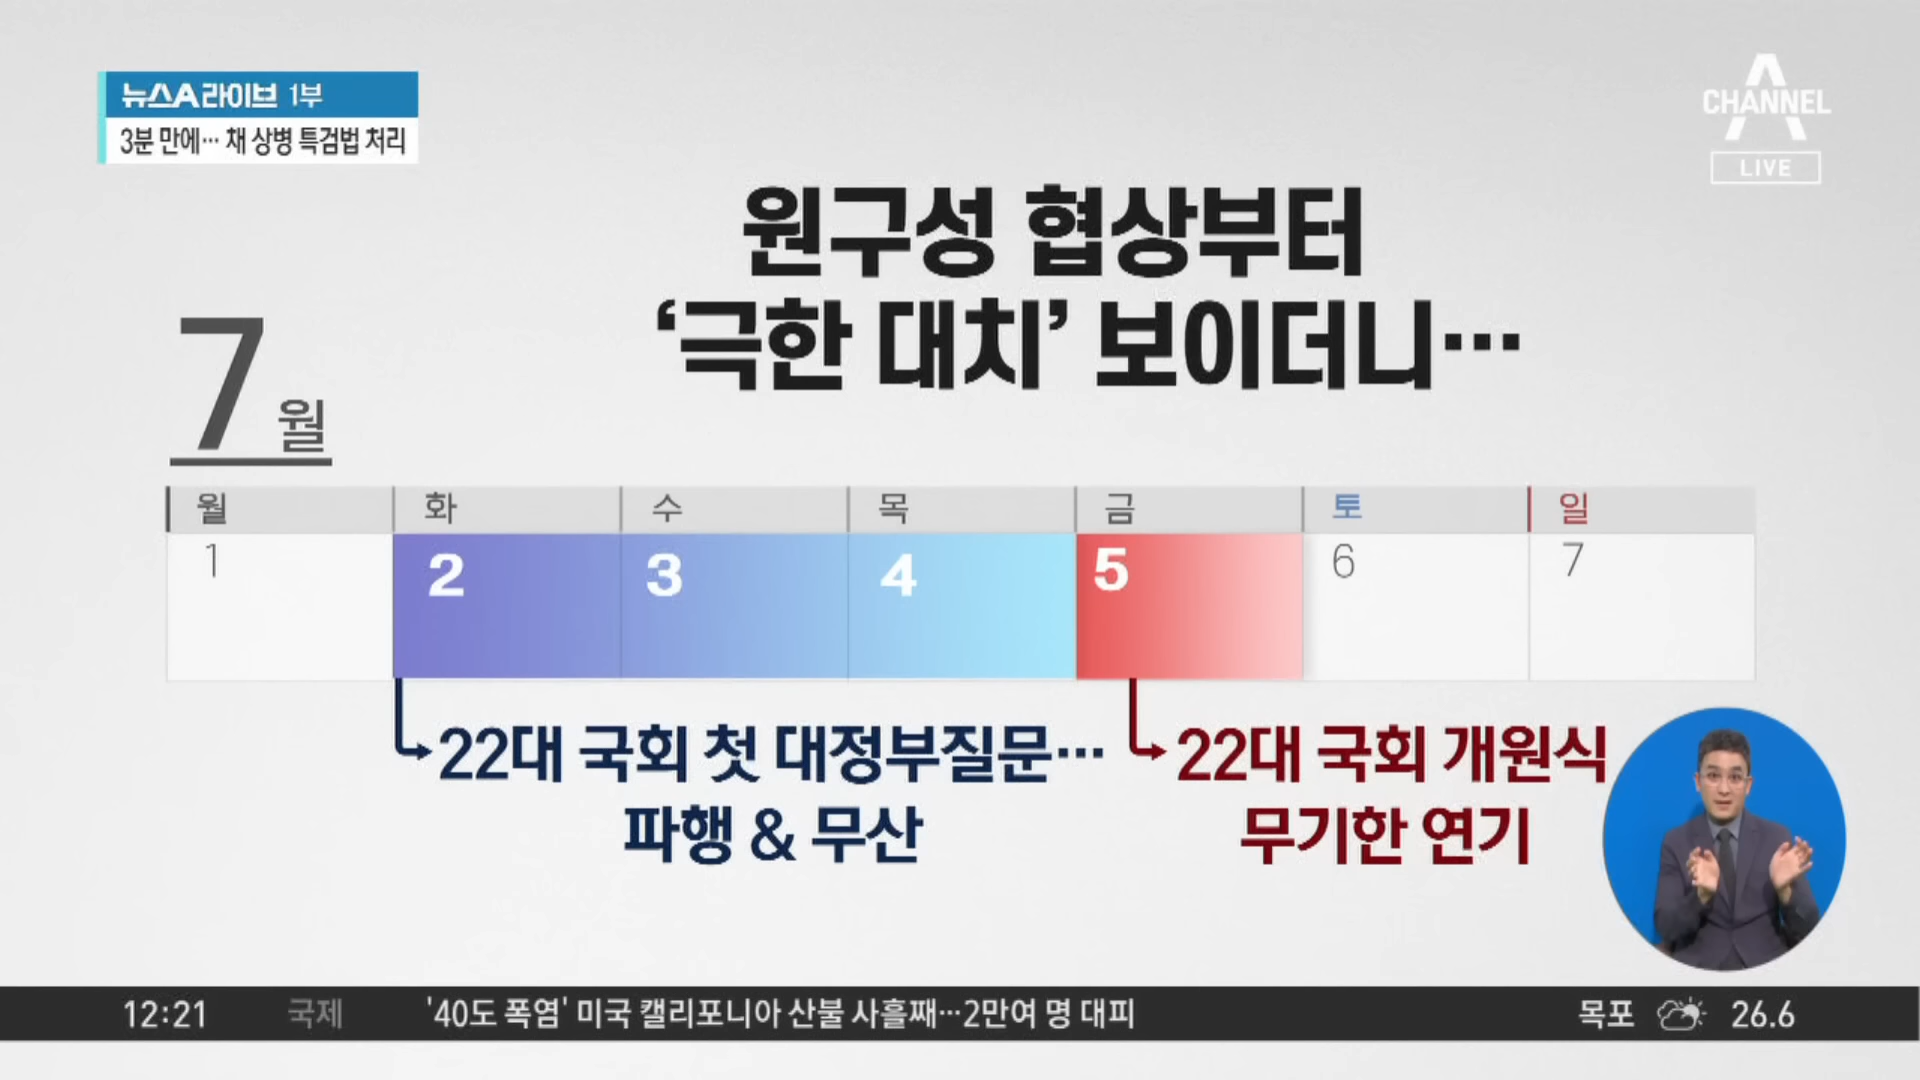 뉴스A 라이브 1부
3분 만에… 채 상병 특검법 처리
CHANNEL A
LIVE
원구성 협상부터
‘극한 대치’ 보이더니…
7월
월 화 수 목 금 토 일
1 2 3 4 5 6 7
22대 국회 첫 대정부질문…
파행 & 무산
22대 국회 개원식
무기한 연기
12:21 국제 '40도 폭염' 미국 캘리포니아 산불 사흘째…2만여 명 대피 목포 26.6